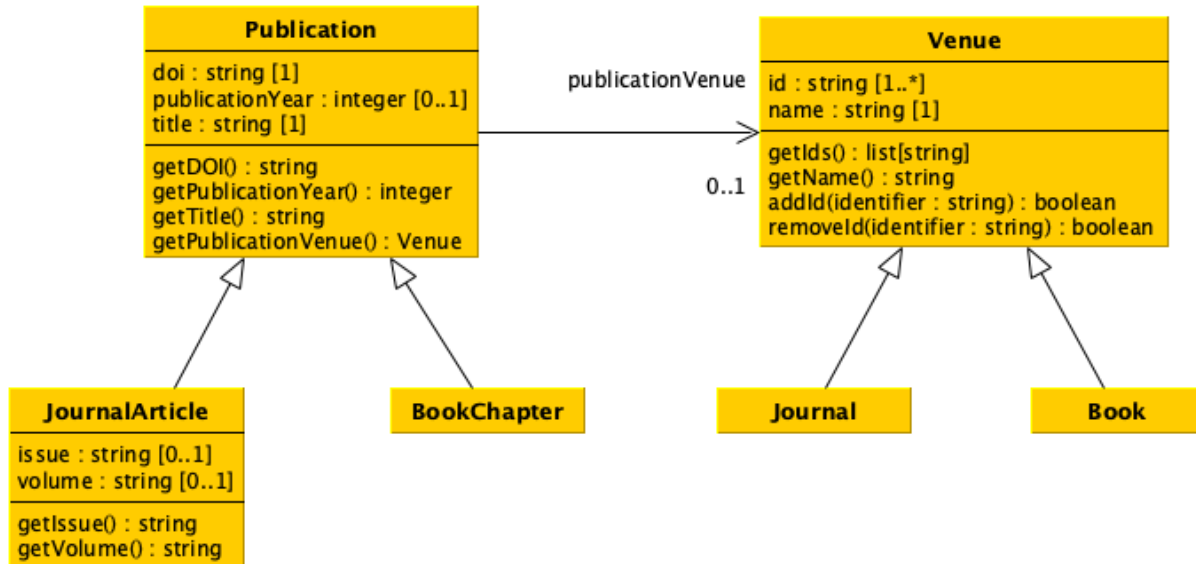 Publication
doi : string [1]
publicationYear : integer [0..1]
title : string [1]
getDOI() : string
getPublicationYear() : integer
getTitle() : string
getPublicationVenue() : Venue
publicationVenue
0..1
Venue
id : string [1..*]
name : string [1]
getIds() : list[string]
getName() : string
addId(identifier : string) : boolean
removeId(identifier : string) : boolean
JournalArticle
issue : string [0..1]
volume : string [0..1]
getIssue() : string
getVolume() : string
BookChapter
Journal
Book